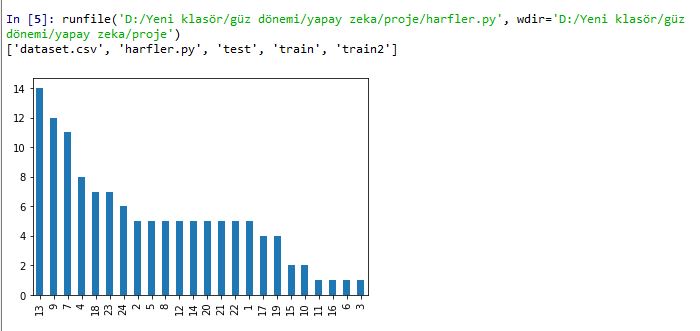 In [5]: runfile('D:/Yeni klasör/güz dönemi/yapay zeka/proje/harfler.py', wdir='D:/Yeni klasör/güz
dönemi/yapay zeka/proje')
['dataset.csv', 'harfler.py', 'test', 'train', 'train2']
14
12
10
8
6
4
2
0
13 9 7 4 18 23 24 2 5 8 12 14 20 21 22 1 17 19 15 10 11 16 6 3